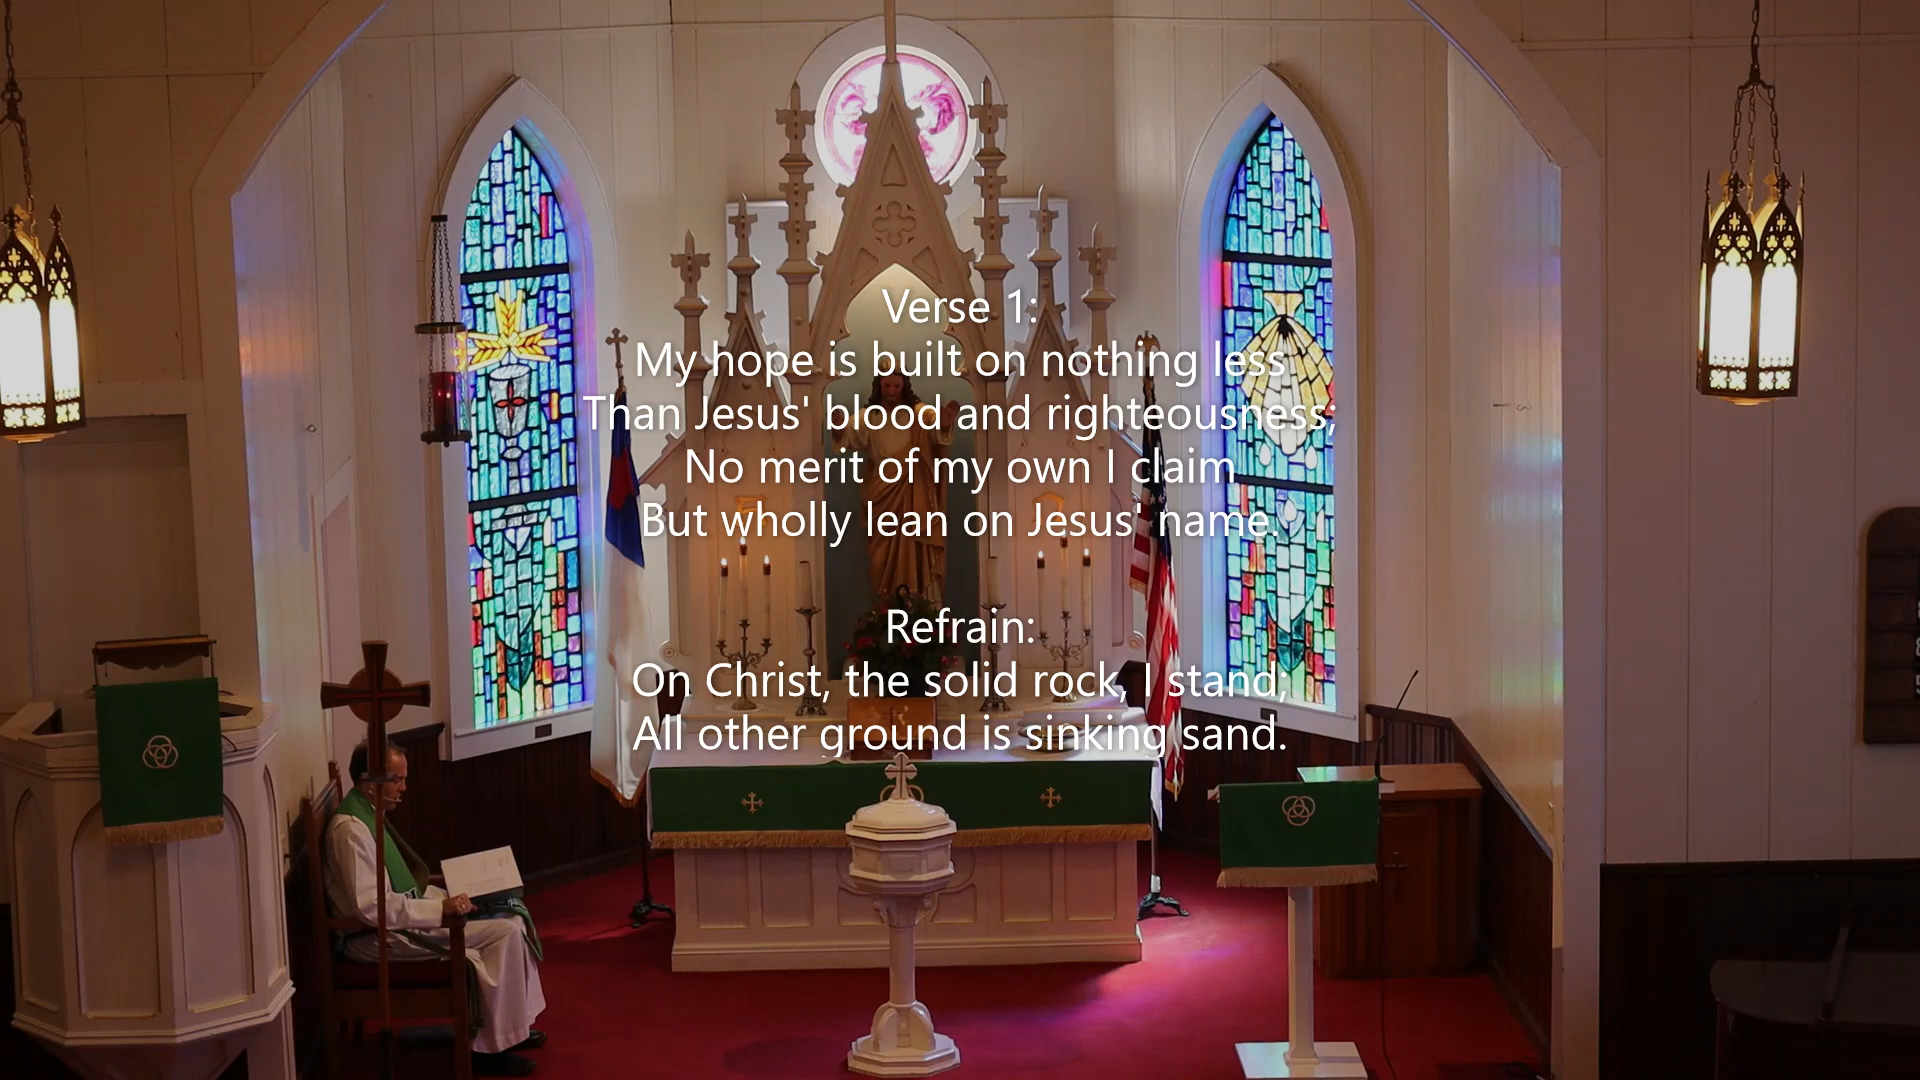 Verse 1:
My hope is built on nothing less
Than Jesus' blood and righteousness;
No merit of my own I claim
But wholly lean on Jesus' name.
Refrain:
On Christ, the solid rock, I stand;
All other ground is sinking sand.